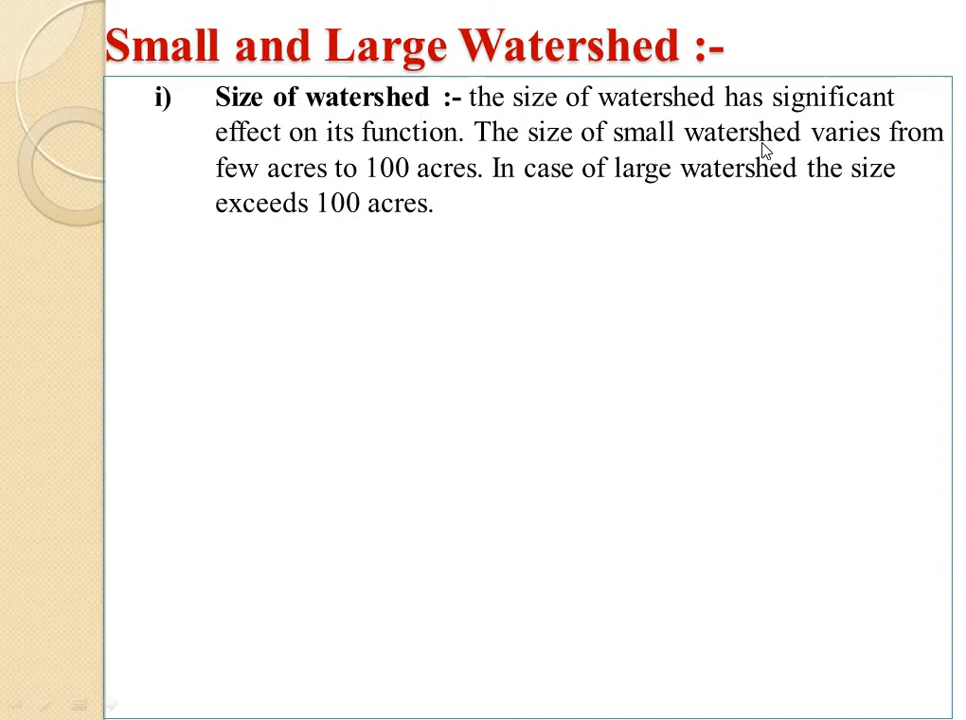 Small and Large Watershed :-
i) Size of watershed :- the size of watershed has significant
effect on its function. The size of small watershed varies from
few acres to 100 acres. In case of large watershed the size
exceeds 100 acres.